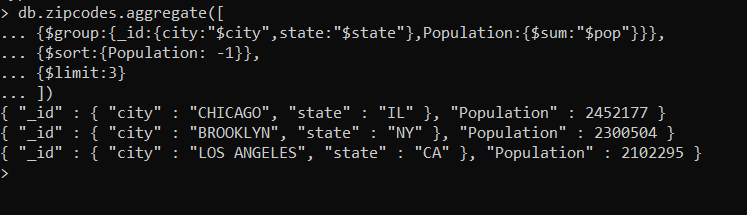 > db.zipcodes.aggregate([
... {$group:{_id:{city:"$city",state:"$state"},Population:{$sum:"$pop"}}},
... {$sort:{Population: -1}},
... {$limit:3}
... ])
{ "_id" : { "city" : "CHICAGO", "state" : "IL" }, "Population" : 2452177 }
{ "_id" : { "city" : "BROOKLYN", "state" : "NY" }, "Population" : 2300504 }
{ "_id" : { "city" : "LOS ANGELES", "state" : "CA" }, "Population" : 2102295 }
>